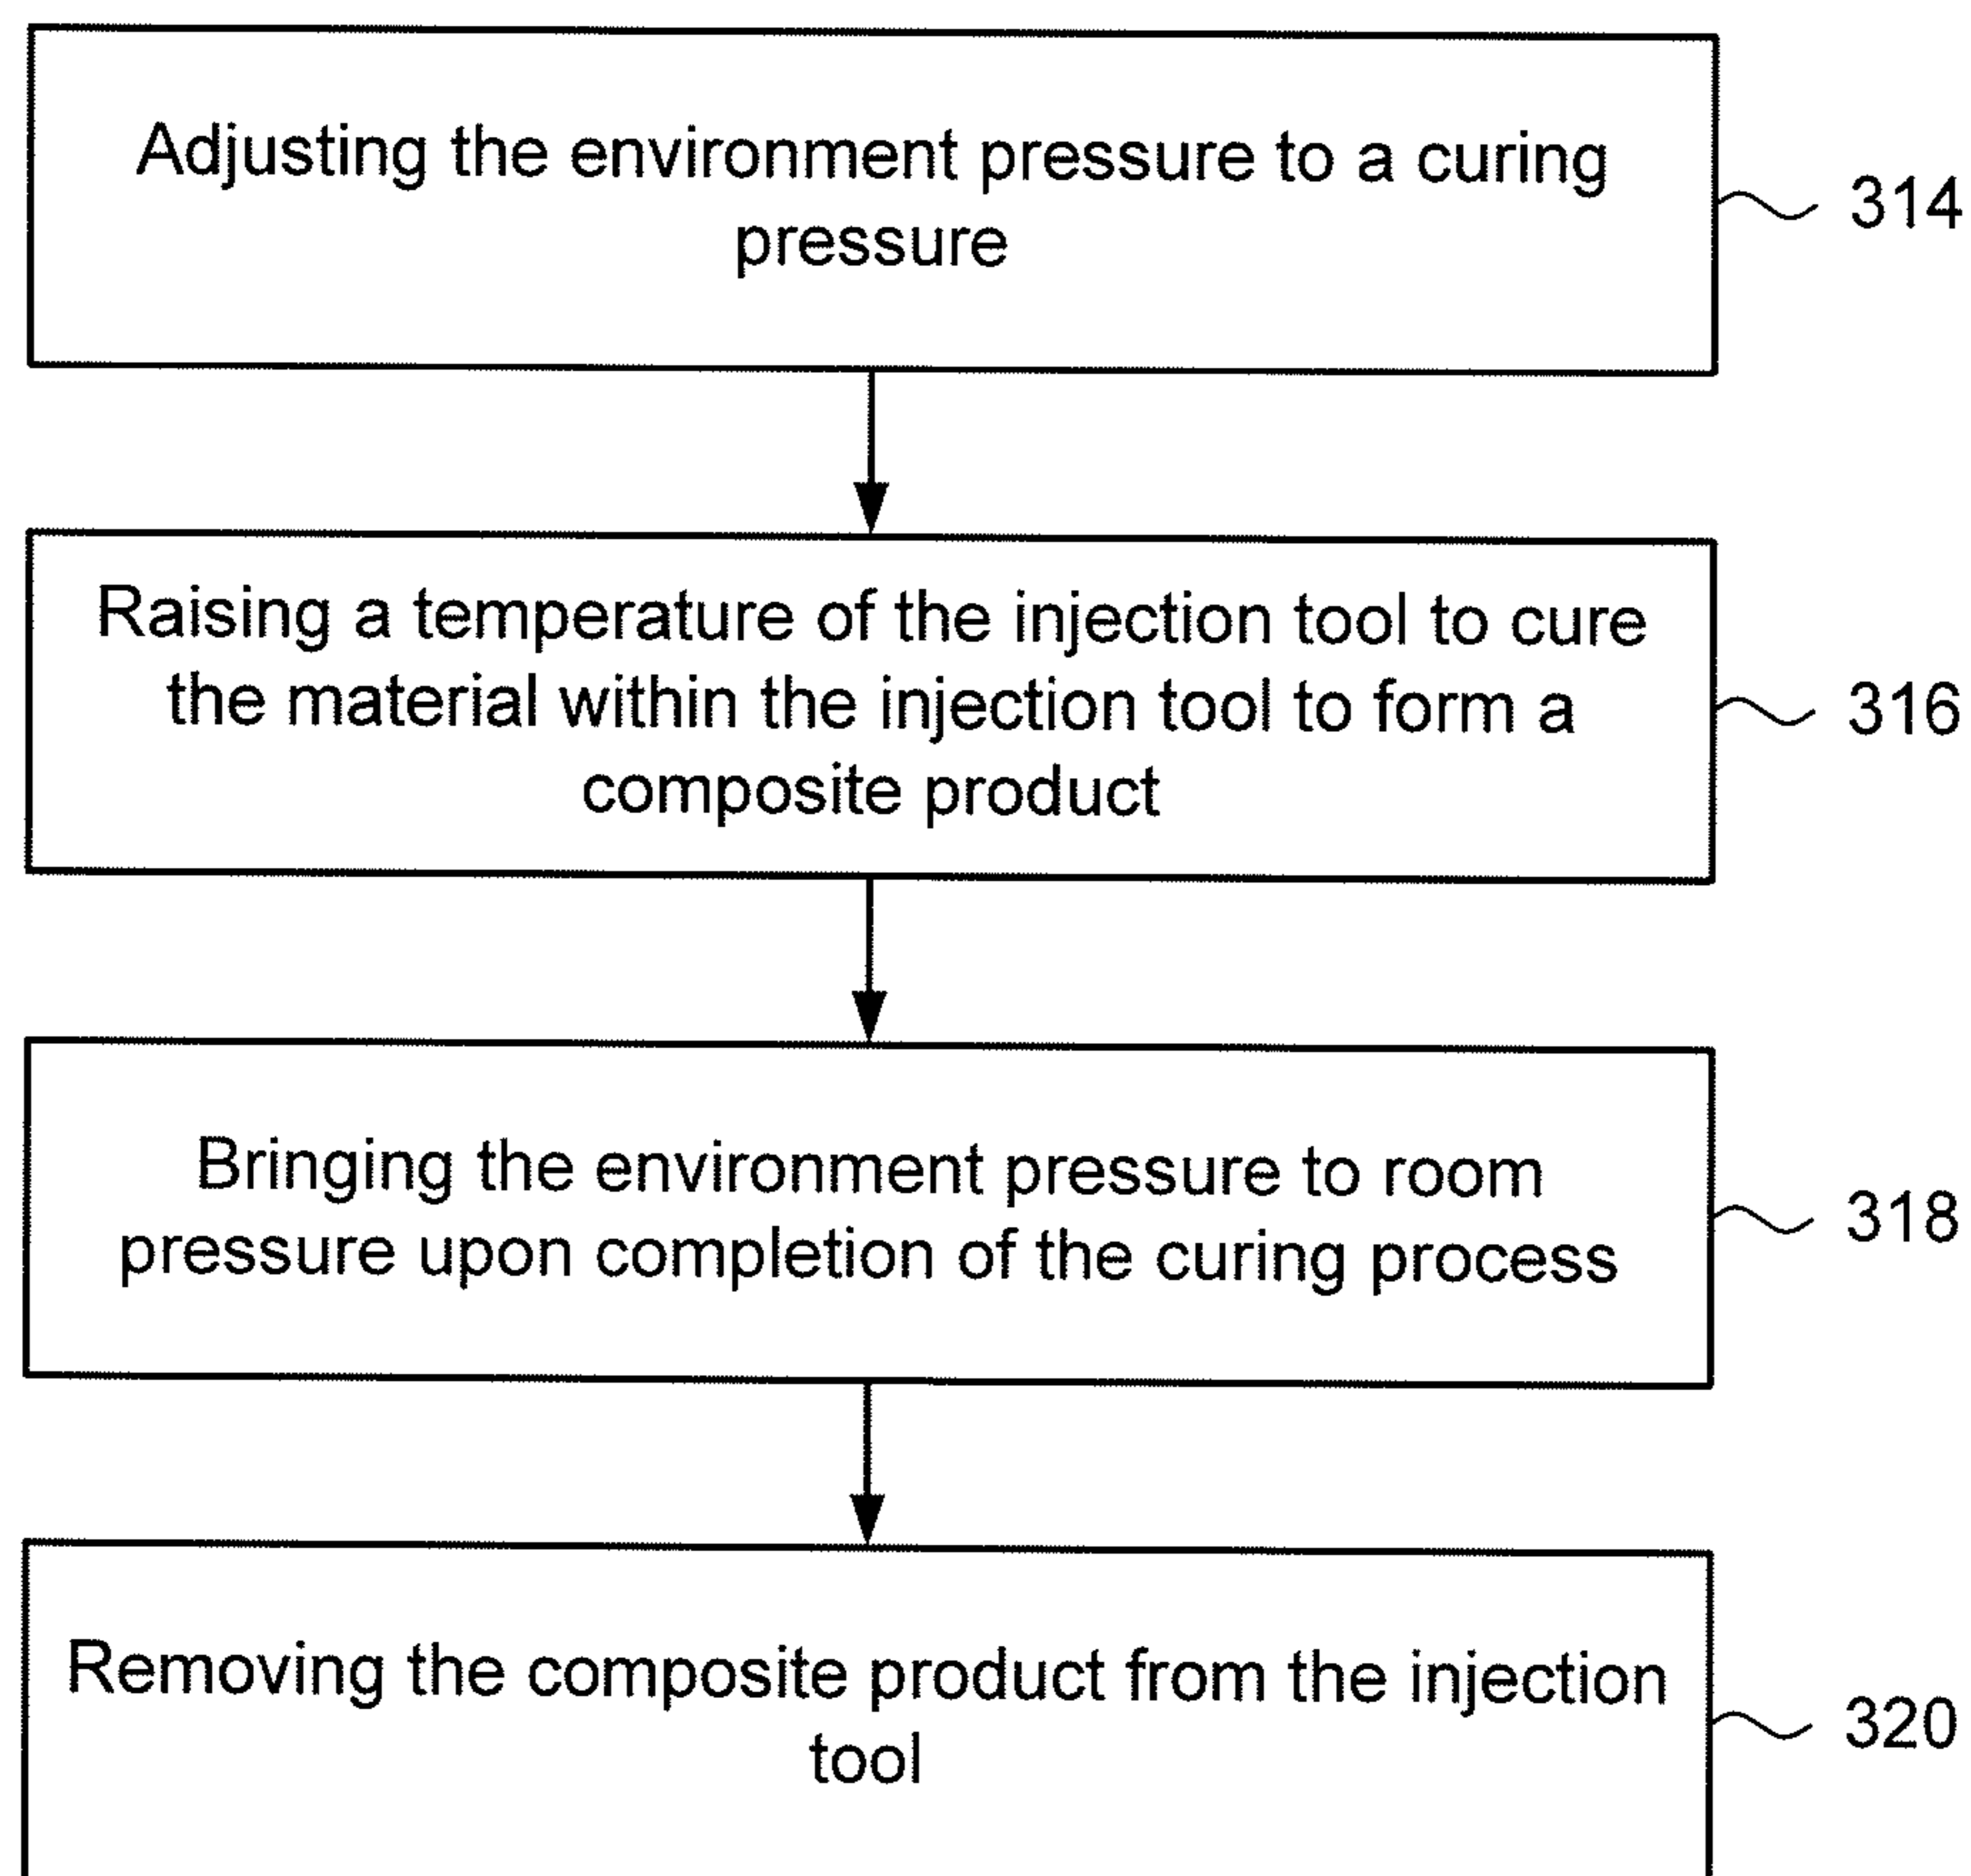 Adjusting the environment pressure to a curing
pressure
314
Raising a temperature of the injection tool to cure
the material within the injection tool to form a
composite product
316
Bringing the environment pressure to room
pressure upon completion of the curing process
318
Removing the composite product from the injection
tool
320